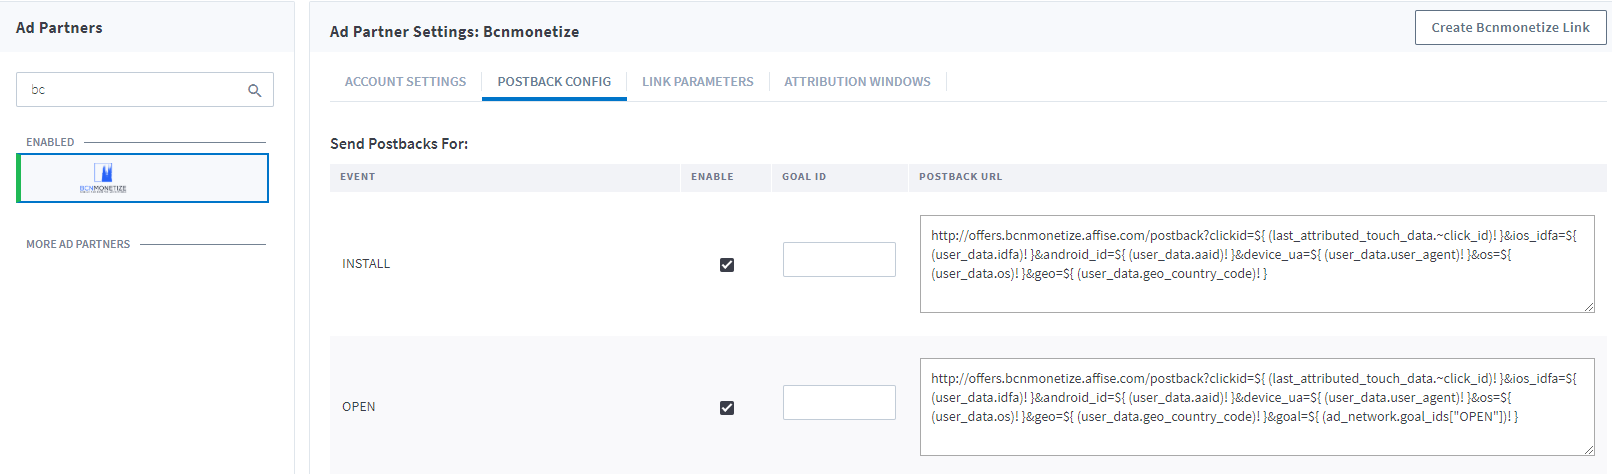 Ad Partners
bc
ENABLED
BCNMONETIZE
MORE AD PARTNERS
Ad Partner Settings: Bcnmonetize
Create Bcnmonetize Link
ACCOUNT SETTINGS
POSTBACK CONFIG
LINK PARAMETERS
ATTRIBUTION WINDOWS
Send Postbacks For:
EVENT
ENABLE
GOAL ID
POSTBACK URL
INSTALL
http://offers.bcnmonetize.affise.com/postback?clickid=${ (last_attributed_touch_data.~click_id)! }&ios_idfa=${
(user_data.idfa)! }&android_id=${ (user_data.aaid)! }&device_ua=${ (user_data.user_agent)! }&os=${
(user_data.os)! }&geo=${ (user_data.geo_country_code)! }
OPEN
http://offers.bcnmonetize.affise.com/postback?clickid=${ (last_attributed_touch_data.~click_id)! }&ios_idfa=${
(user_data.idfa)! }&android_id=${ (user_data.aaid)! }&device_ua=${ (user_data.user_agent)! }&os=${
(user_data.os)! }&geo=${ (user_data.geo_country_code)! }&goal=${ (ad_network.goal_ids["OPEN"])! }